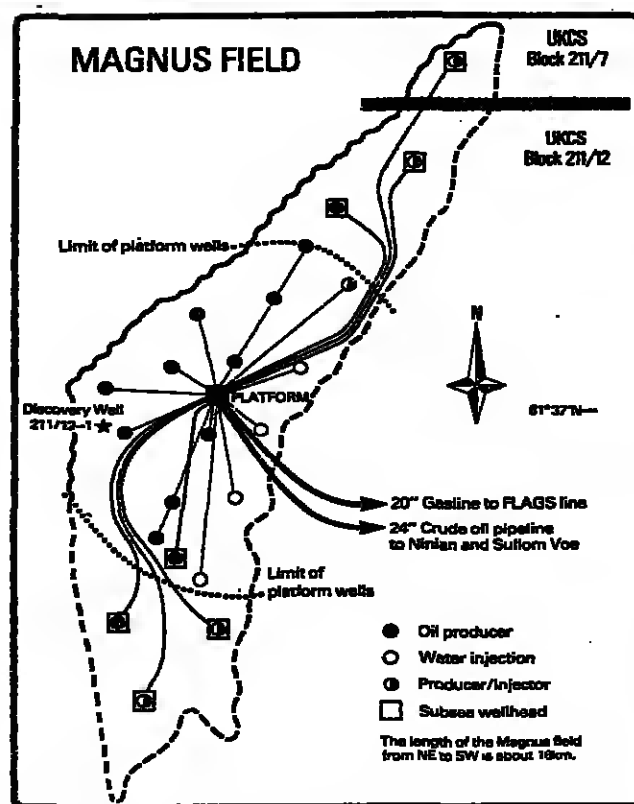 MAGNUS FIELD
UKCS
Block 211/7
UKCS
Block 211/12
Limit of platform wells
N
PLATFORM
Discovery Well
211/12-1
61°37'N
20" Gasline to FLAGS line
24" Crude oil pipeline
to Ninian and Sullom Voe
Limit of
platform wells
Oil producer
Water injection
Producer/Injector
Subsea wellhead
The length of the Magnus field
from NE to SW is about 16km.